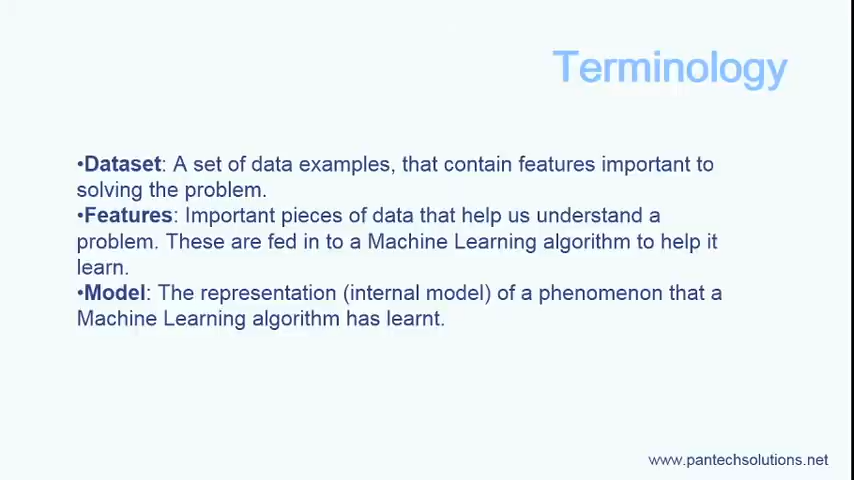 Terminology
•Dataset: A set of data examples, that contain features important to
solving the problem.
•Features: Important pieces of data that help us understand a
problem. These are fed in to a Machine Learning algorithm to help it
learn.
•Model: The representation (internal model) of a phenomenon that a
Machine Learning algorithm has learnt.
www.pantechsolutions.net